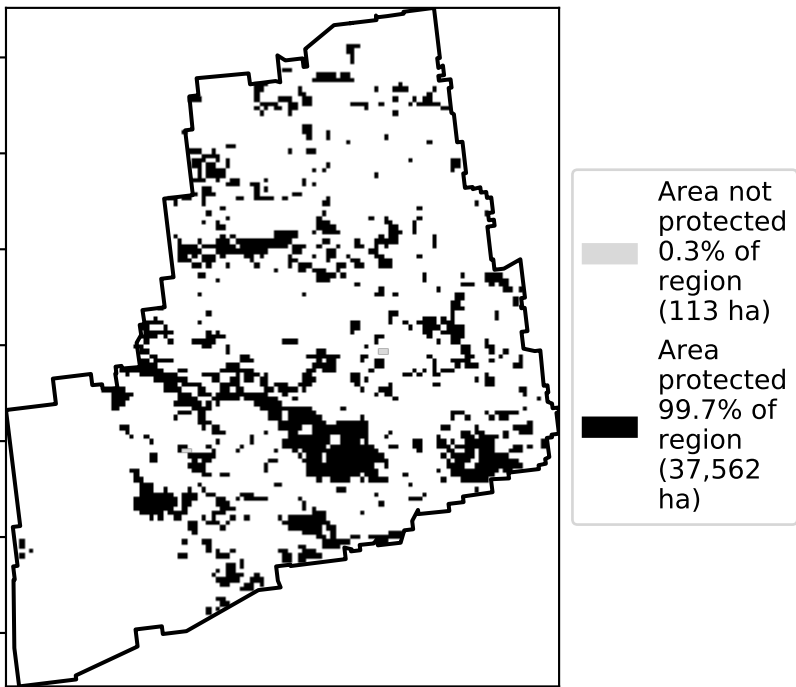 Area not
protected
0.3% of
region
(113 ha)
Area
protected
99.7% of
region
(37,562
ha)